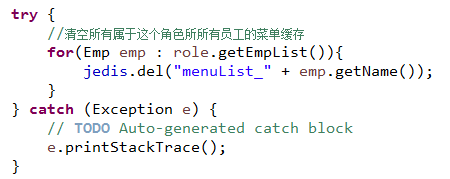 try {
//清空所有属于这个角色所所有员工的菜单缓存
for(Emp emp : role.getEmpList()){
jedis.del("menuList_" + emp.getName());
}
} catch (Exception e) {
// TODO Auto-generated catch block
e.printStackTrace();
}